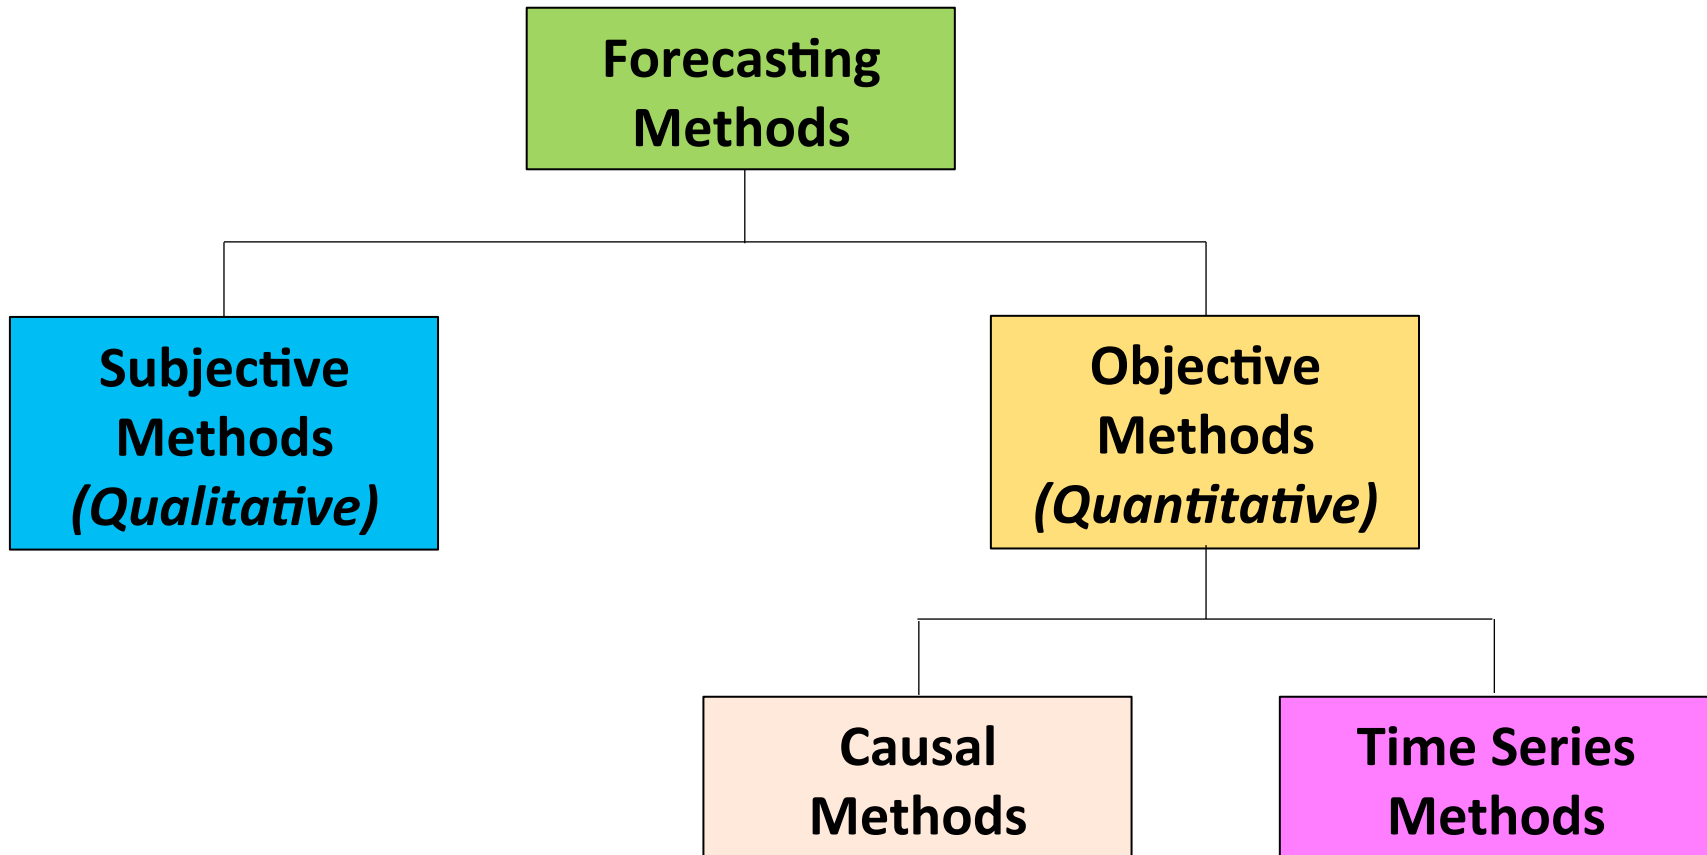 Forecasting
Methods
Subjective
Methods
(Qualitative)
Objective
Methods
(Quantitative)
Causal
Methods
Time Series
Methods